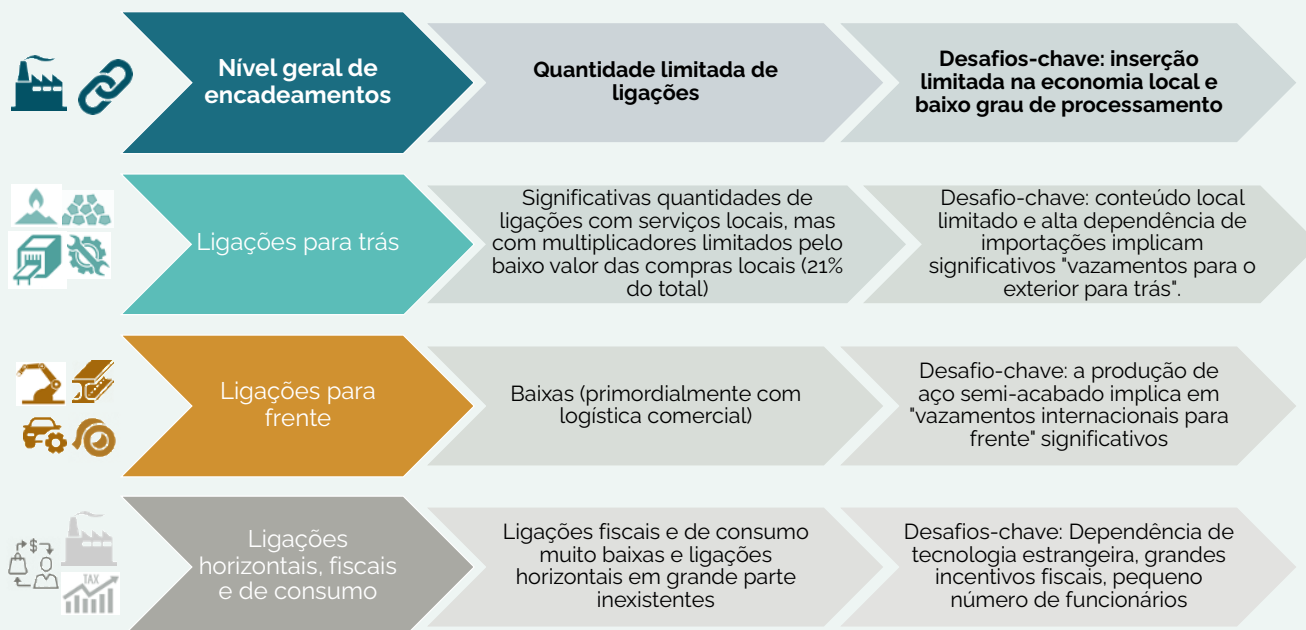 Nível geral de
encadeamentos
Quantidade limitada de
ligações
Desafios-chave: inserção
limitada na economia local e
baixo grau de processamento
Ligações para trás
Significativas quantidades de
ligações com serviços locais, mas
com multiplicadores limitados pelo
baixo valor das compras locais (21%
do total)
Desafio-chave: conteúdo local
limitado e alta dependência de
importações implicam
significativos "vazamentos para o
exterior para trás".
Ligações para
frente
Baixas (primordialmente com
logística comercial)
Desafio-chave: a produção de
aço semi-acabado implica em
"vazamentos internacionais para
frente" significativos
$
TAX
Ligações
horizontais, fiscais
e de consumo
Ligações fiscais e de consumo
muito baixas e ligações
horizontais em grande parte
inexistentes
Desafios-chave: Dependência de
tecnologia estrangeira, grandes
incentivos fiscais, pequeno
número de funcionários